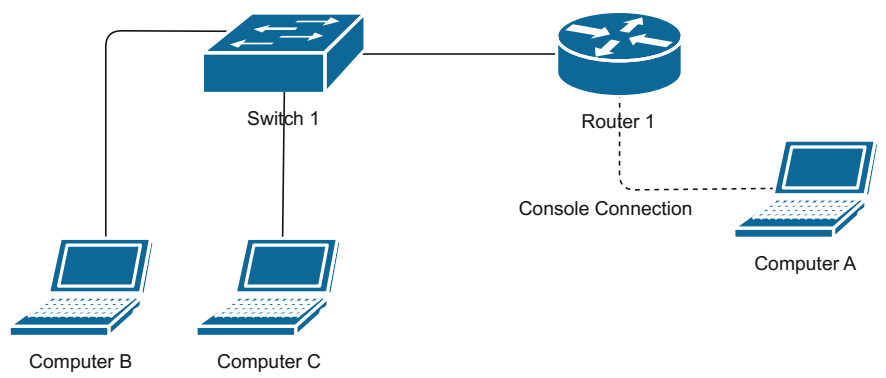 Switch 1
Router 1
Console Connection
Computer A
Computer B
Computer C